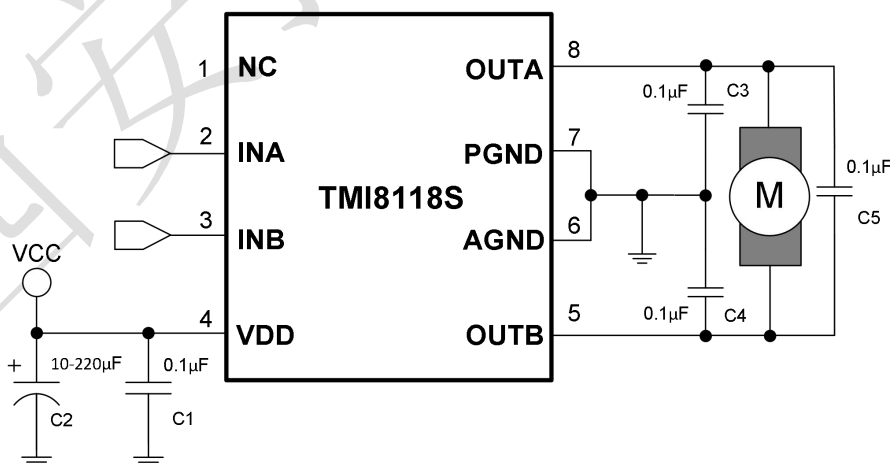 1 NC
2 INA
3 INB
4 VDD
TMI8118S
OUTA 8
PGND 7
AGND 6
OUTB 5
VCC
+ 10-220µF
C2
0.1µF
C1
0.1µF C3
0.1µF C4
M
0.1µF
C5